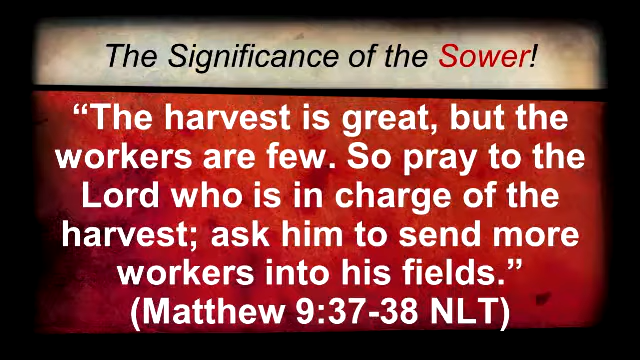 The Significance of the Sower!
“The harvest is great, but the
workers are few. So pray to the
Lord who is in charge of the
harvest; ask him to send more
workers into his fields.”
(Matthew 9:37-38 NLT)